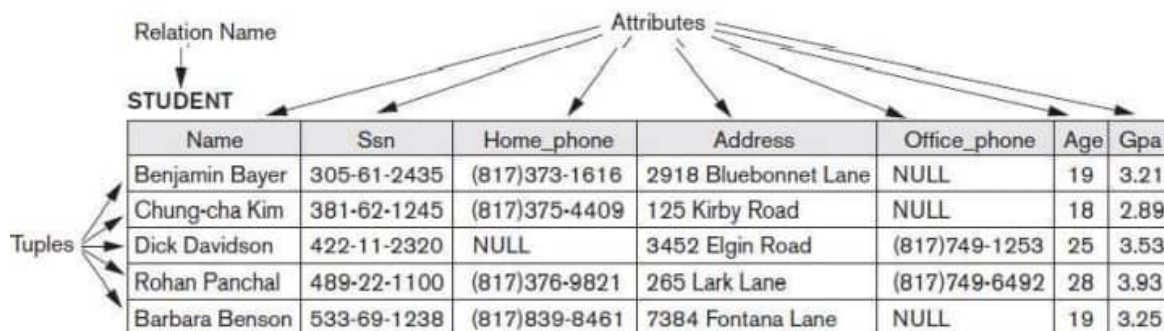 Attributes
Relation Name
STUDENT
Name Ssn Home_phone Address Office_phone Age Gpa
Benjamin Bayer 305-61-2435 (817)373-1616 2918 Bluebonnet Lane NULL 19 3.21
Chung-cha Kim 381-62-1245 (817)375-4409 125 Kirby Road NULL 18 2.89
Tuples Dick Davidson 422-11-2320 NULL 3452 Elgin Road (817)749-1253 25 3.53
Rohan Panchal 489-22-1100 (817)376-9821 265 Lark Lane (817)749-6492 28 3.93
Barbara Benson 533-69-1238 (817)839-8461 7384 Fontana Lane NULL 19 3.25